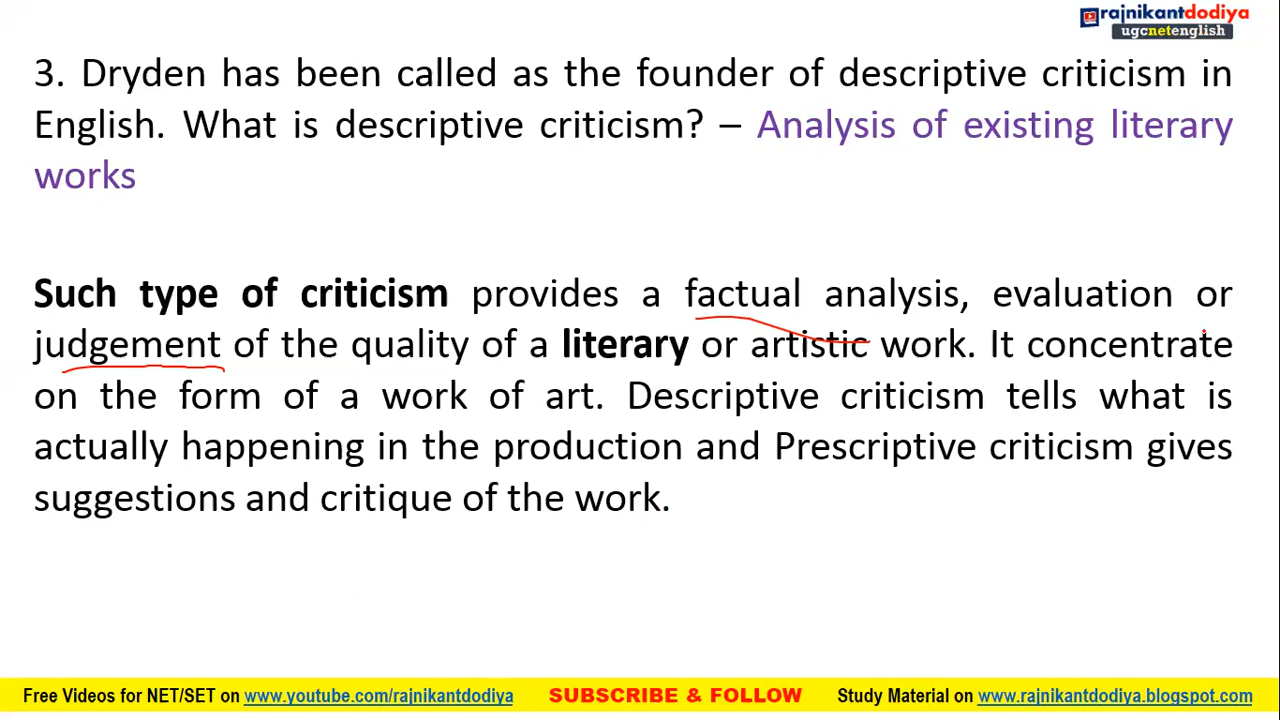 rajnikantdodiya
ugcnetenglish
3. Dryden has been called as the founder of descriptive criticism in
English. What is descriptive criticism? – Analysis of existing literary
works
Such type of criticism provides a factual analysis, evaluation or
judgement of the quality of a literary or artistic work. It concentrate
on the form of a work of art. Descriptive criticism tells what is
actually happening in the production and Prescriptive criticism gives
suggestions and critique of the work.
Free Videos for NET/SET on www.youtube.com/rajnikantdodiya SUBSCRIBE & FOLLOW Study Material on www.rajnikantdodiya.blogspot.com